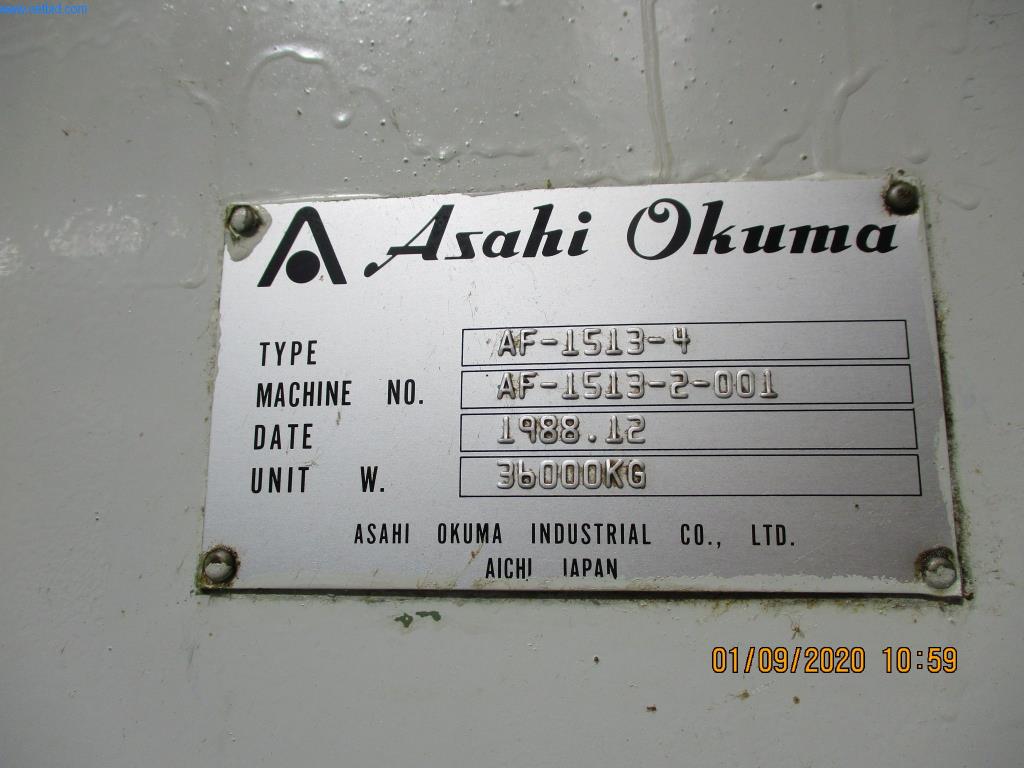 www.netbid.com
Asahi Okuma
TYPE AF-1513-4
MACHINE NO. AF-1513-2-001
DATE 1988.12
UNIT W. 36000KG
ASAHI OKUMA INDUSTRIAL CO., LTD.
AICHI JAPAN
01/09/2020 10:59